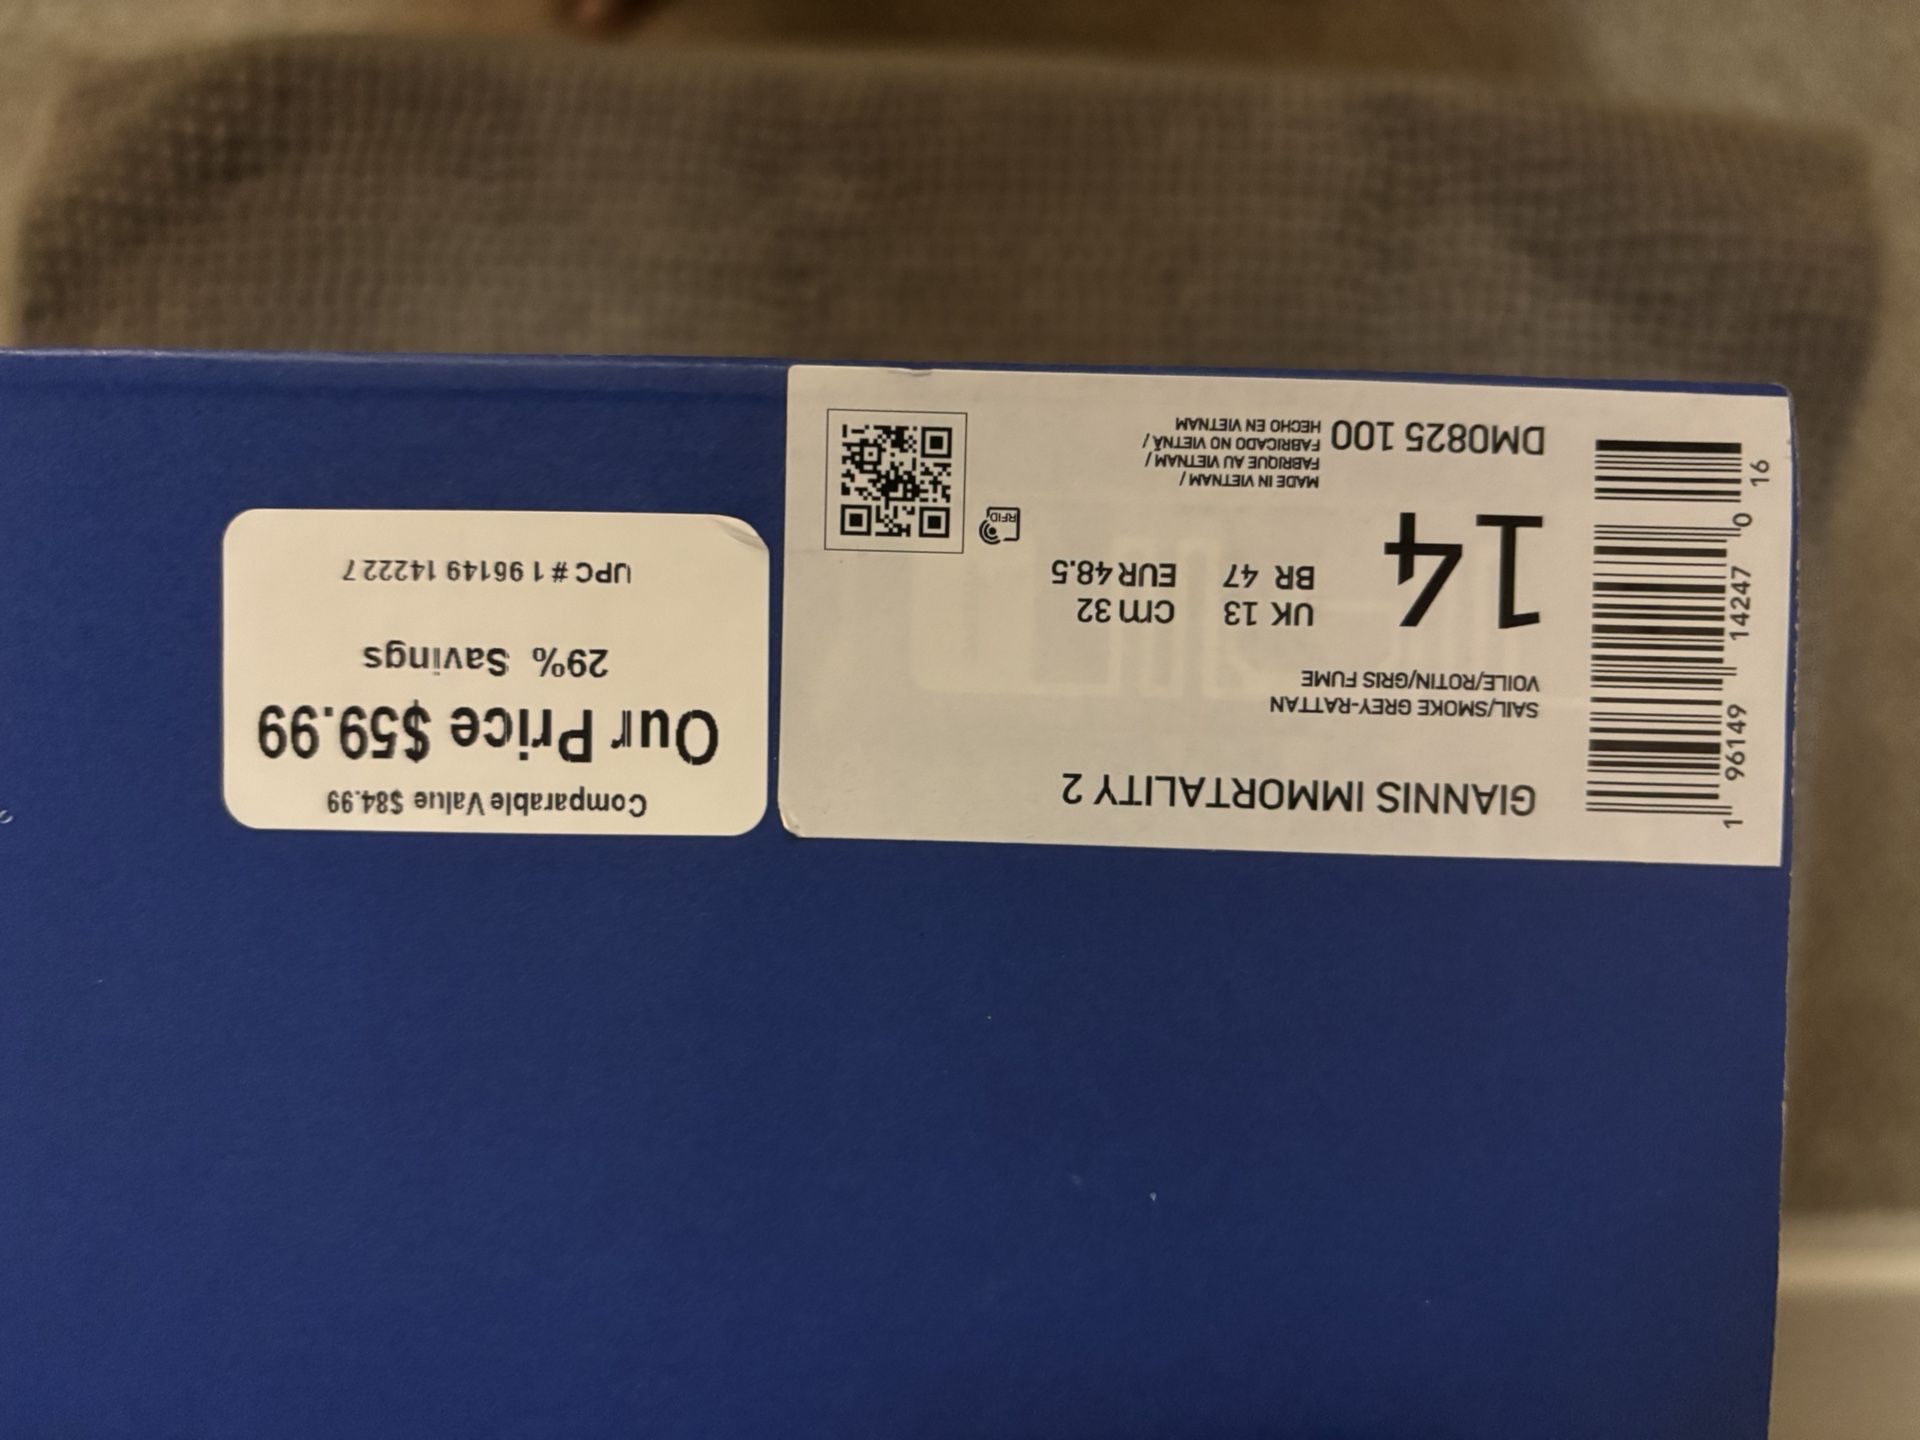 GIANNIS IMMORTALITY 2
SAIL/SMOKE GREY-RATTAN
VOILE/ROTIN/GRIS FUME
14
UK 13 cm 32
BR 47 EUR 48.5
RFID
DM0825 100
MADE IN VIETNAM /
FABRIQUE AU VIETNAM /
FABRICADO NO VIETNÃ /
HECHO EN VIETNAM
1 96149 14247 0 16
Comparable Value $84.99
Our Price $59.99
29% Savings
UPC # 1 96149 14222 7